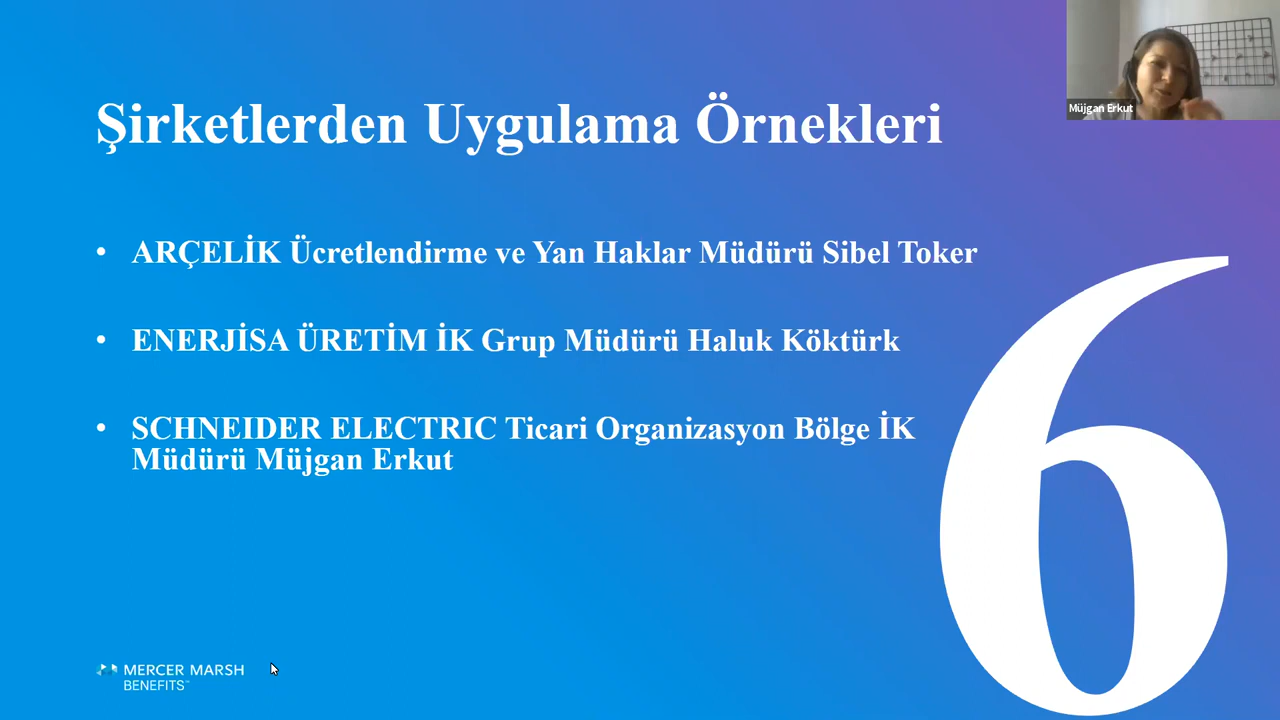 Müjgan Erkut
Şirketlerden Uygulama Örnekleri
• ARÇELİK Ücretlendirme ve Yan Haklar Müdürü Sibel Toker
• ENERJİSA ÜRETİM İK Grup Müdürü Haluk Köktürk
• SCHNEIDER ELECTRIC Ticari Organizasyon Bölge İK
Müdürü Müjgan Erkut
6
MERCER MARSH
BENEFITS™